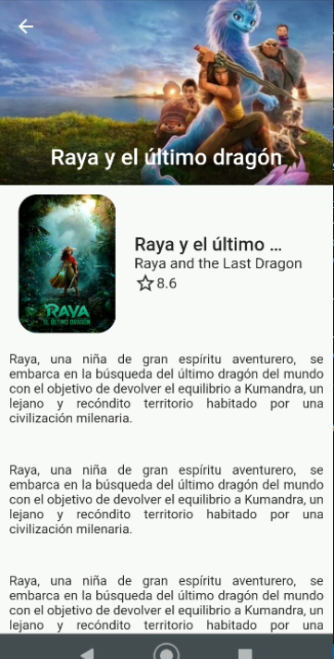 Raya y el último dragón
RAYA
EL ÚLTIMO DRAGÓN
Raya y el último ...
Raya and the Last Dragon
8.6
Raya, una niña de gran espíritu aventurero, se
embarca en la búsqueda del último dragón del mundo
con el objetivo de devolver el equilibrio a Kumandra, un
lejano y recóndito territorio habitado por una
civilización milenaria.
Raya, una niña de gran espíritu aventurero, se
embarca en la búsqueda del último dragón del mundo
con el objetivo de devolver el equilibrio a Kumandra, un
lejano y recóndito territorio habitado por una
civilización milenaria.
Raya, una niña de gran espíritu aventurero, se
embarca en la búsqueda del último dragón del mundo
con el objetivo de devolver el equilibrio a Kumandra, un
lejano y recóndito territorio habitado por una